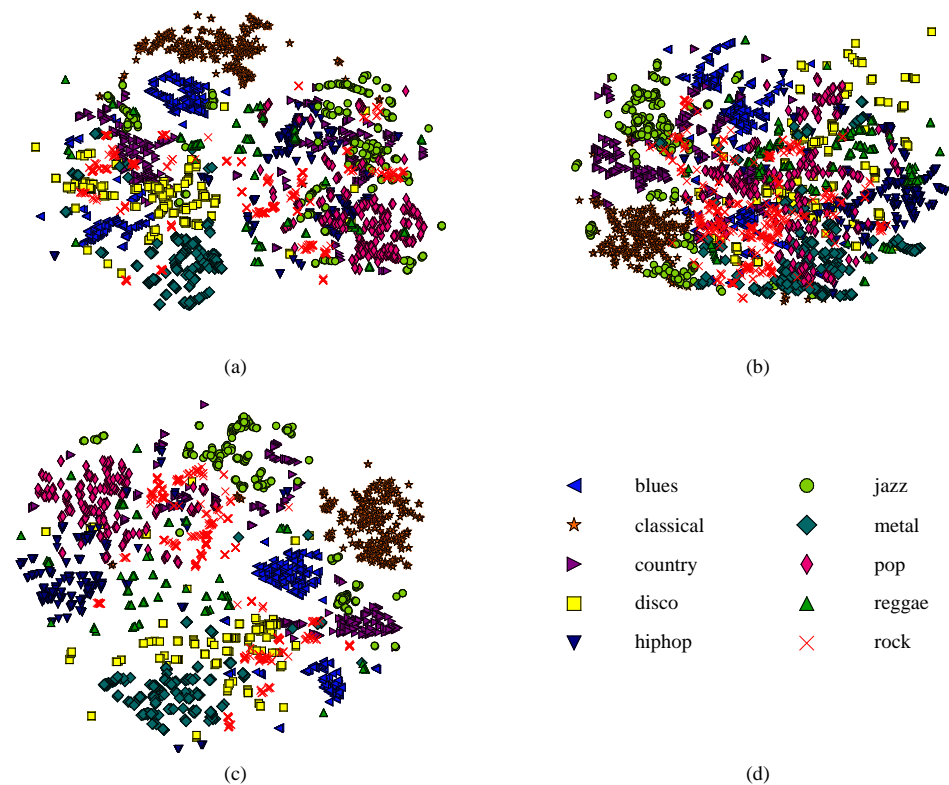 (a)
(b)
blues
jazz
classical
metal
country
pop
disco
reggae
hiphop
rock
(c)
(d)